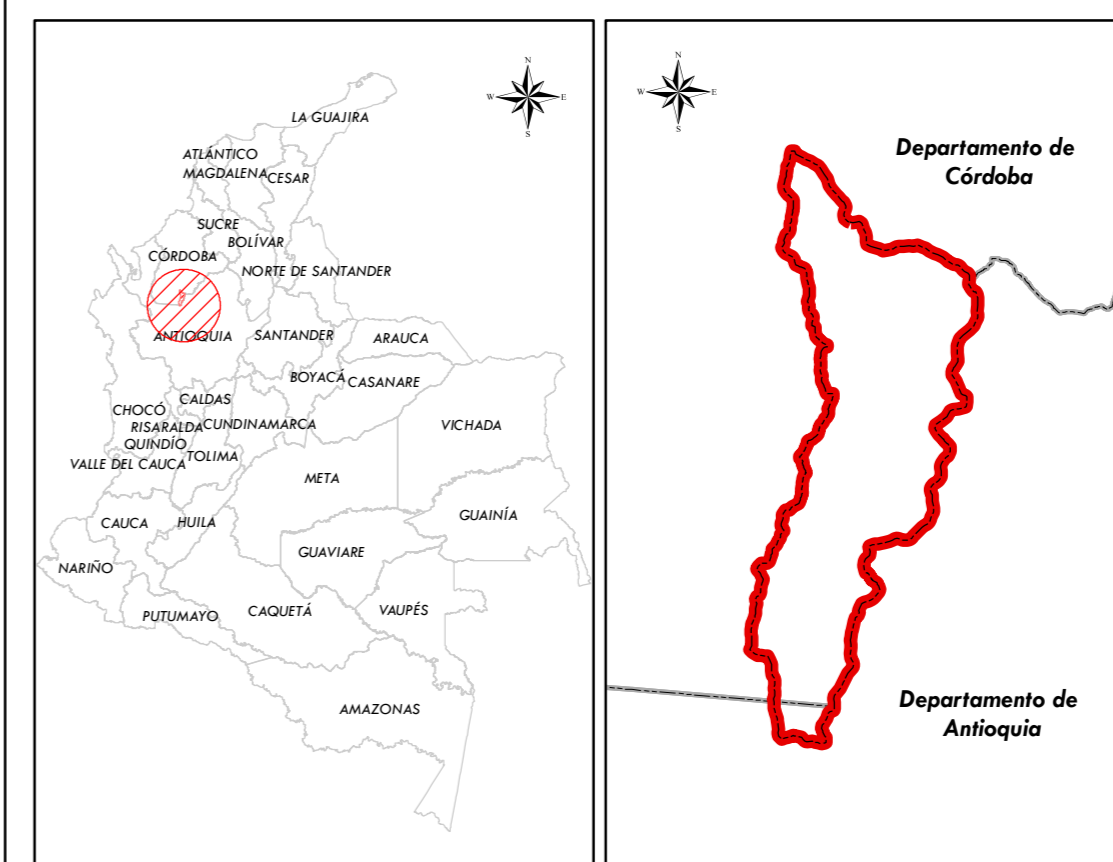 N
W E
S
LA GUAJIRA
ATLÁNTICO
MAGDALENA CESAR
SUCRE
BOLÍVAR
CÓRDOBA
NORTE DE SANTANDER
ANTIOQUIA SANTANDER ARAUCA
BOYACÁ CASANARE
CALDAS
CHOCÓ
RISARALDA CUNDINAMARCA
VICHADA
QUINDÍO
TOLIMA
VALLE DEL CAUCA
META
GUAINÍA
CAUCA HUILA
GUAVIARE
NARIÑO
CAQUETÁ VAUPÉS
PUTUMAYO
AMAZONAS
N
W E
S
Departamento de
Córdoba
Departamento de
Antioquia